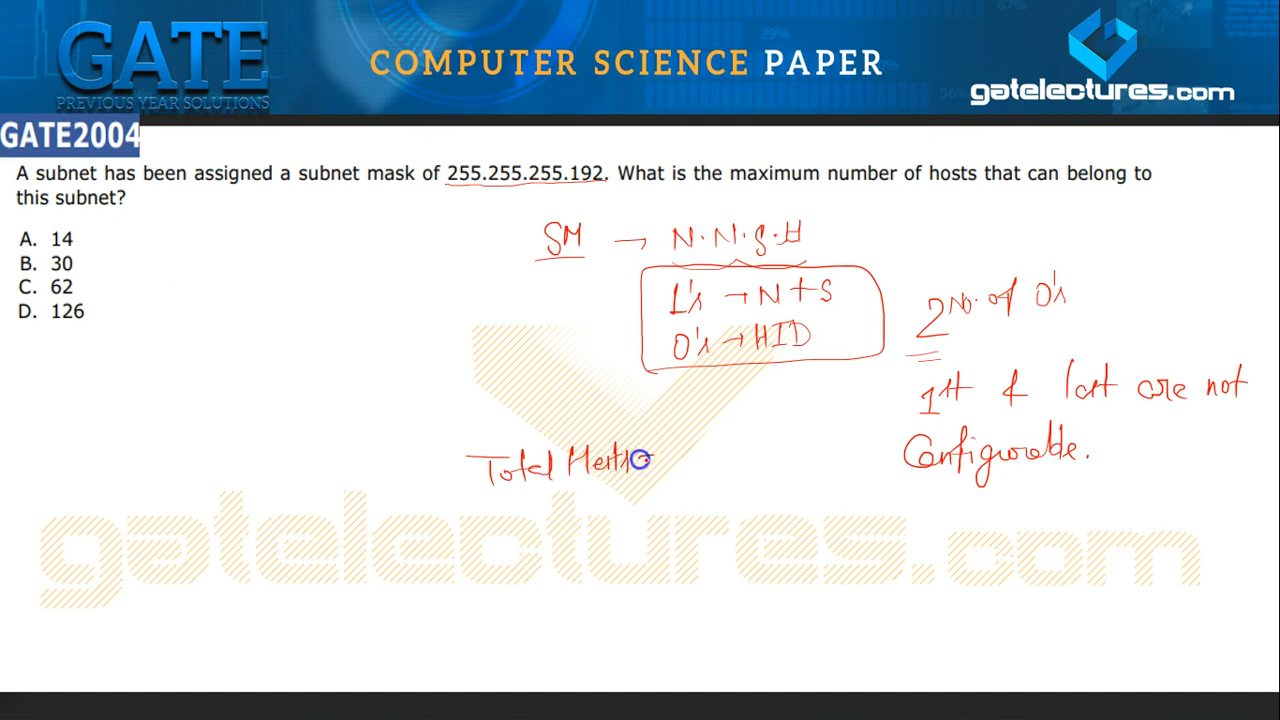 GATE
PREVIOUS YEAR SOLUTIONS
COMPUTER SCIENCE PAPER
gatelectures.com
GATE2004
A subnet has been assigned a subnet mask of 255.255.255.192. What is the maximum number of hosts that can belong to
this subnet?
A. 14
B. 30
C. 62
D. 126
SM → N.N.S.H
1's → N+S
0's → HID
2 No. of 0's
1st & last are not
Configurable.
Total
gatelectures.com